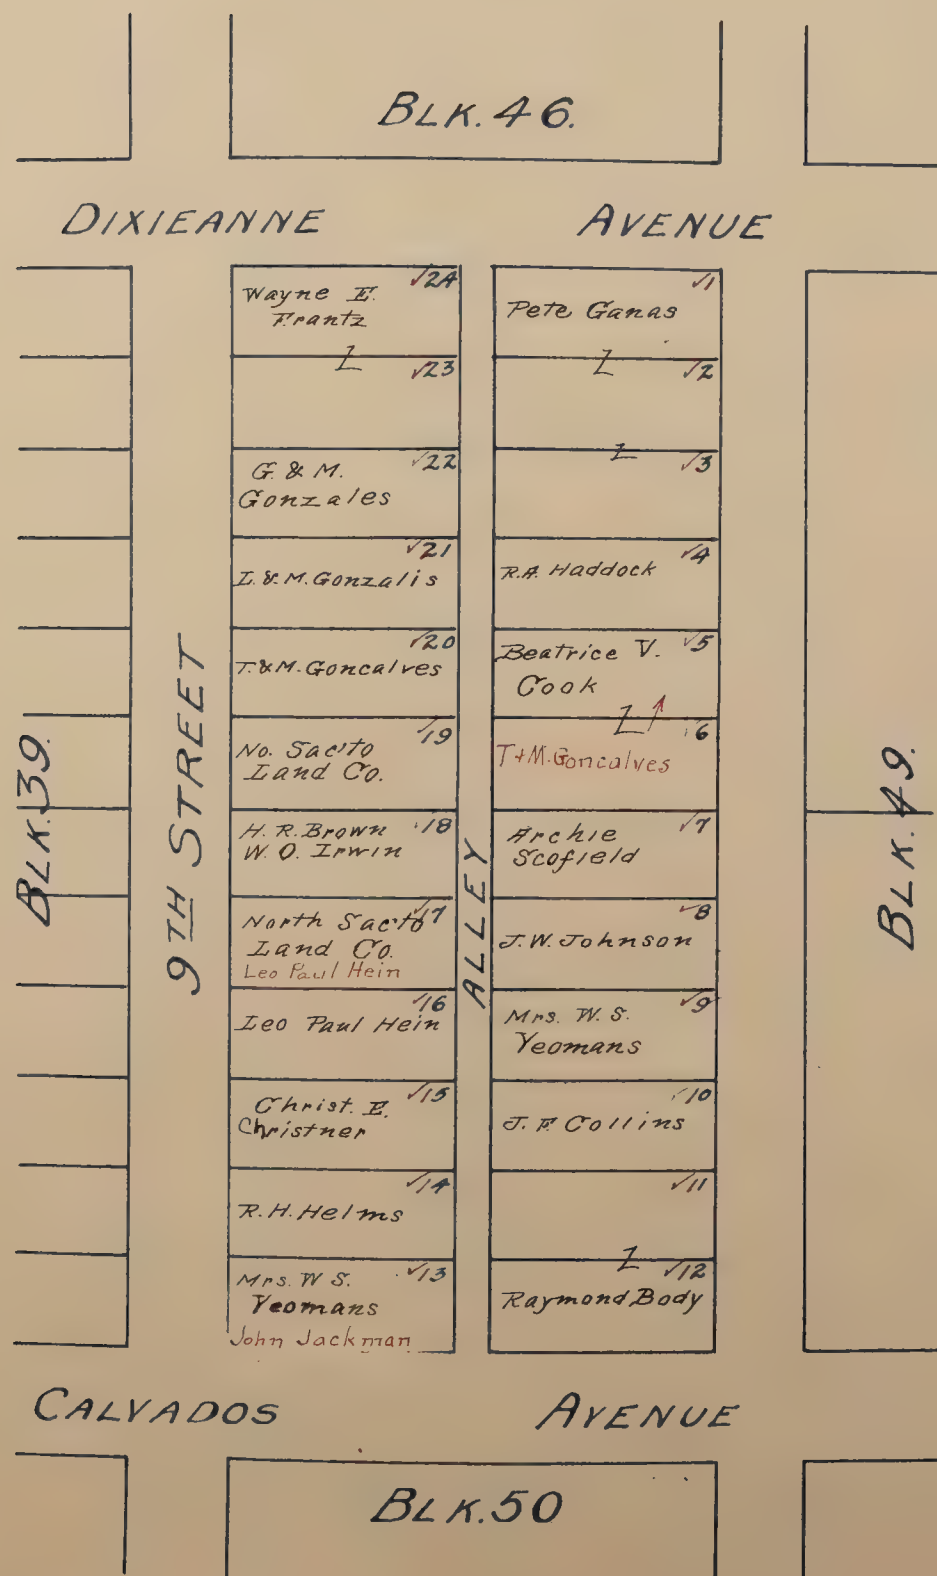 BLK. 46.
DIXIEANNE AVENUE
√24
Wayne E.
Frantz
√23
√22
G. & M.
Gonzales
√21
L. & M. Gonzalis
√20
T. & M. Goncalves
√19
No. Sac'to
Land Co.
18
H. R. Brown
W. O. Irwin
√17
North Sac'to
Land Co.
Leo Paul Hein
√16
Leo Paul Hein
√15
Christ. E.
Christner
√14
R. H. Helms
√13
Mrs. W. S.
Yeomans
John Jackman
√1
Pete Ganas
√2
√3
√4
R. A. Haddock
√5
Beatrice V.
Cook
6
T + M. Goncalves
√7
Archie
Scofield
√8
J. W. Johnson
√9
Mrs. W. S.
Yeomans
√10
J. F. Collins
√11
√12
Raymond Body
BLK. 39.
9TH STREET
ALLEY
BLK. 49.
CALVADOS AVENUE
BLK. 50